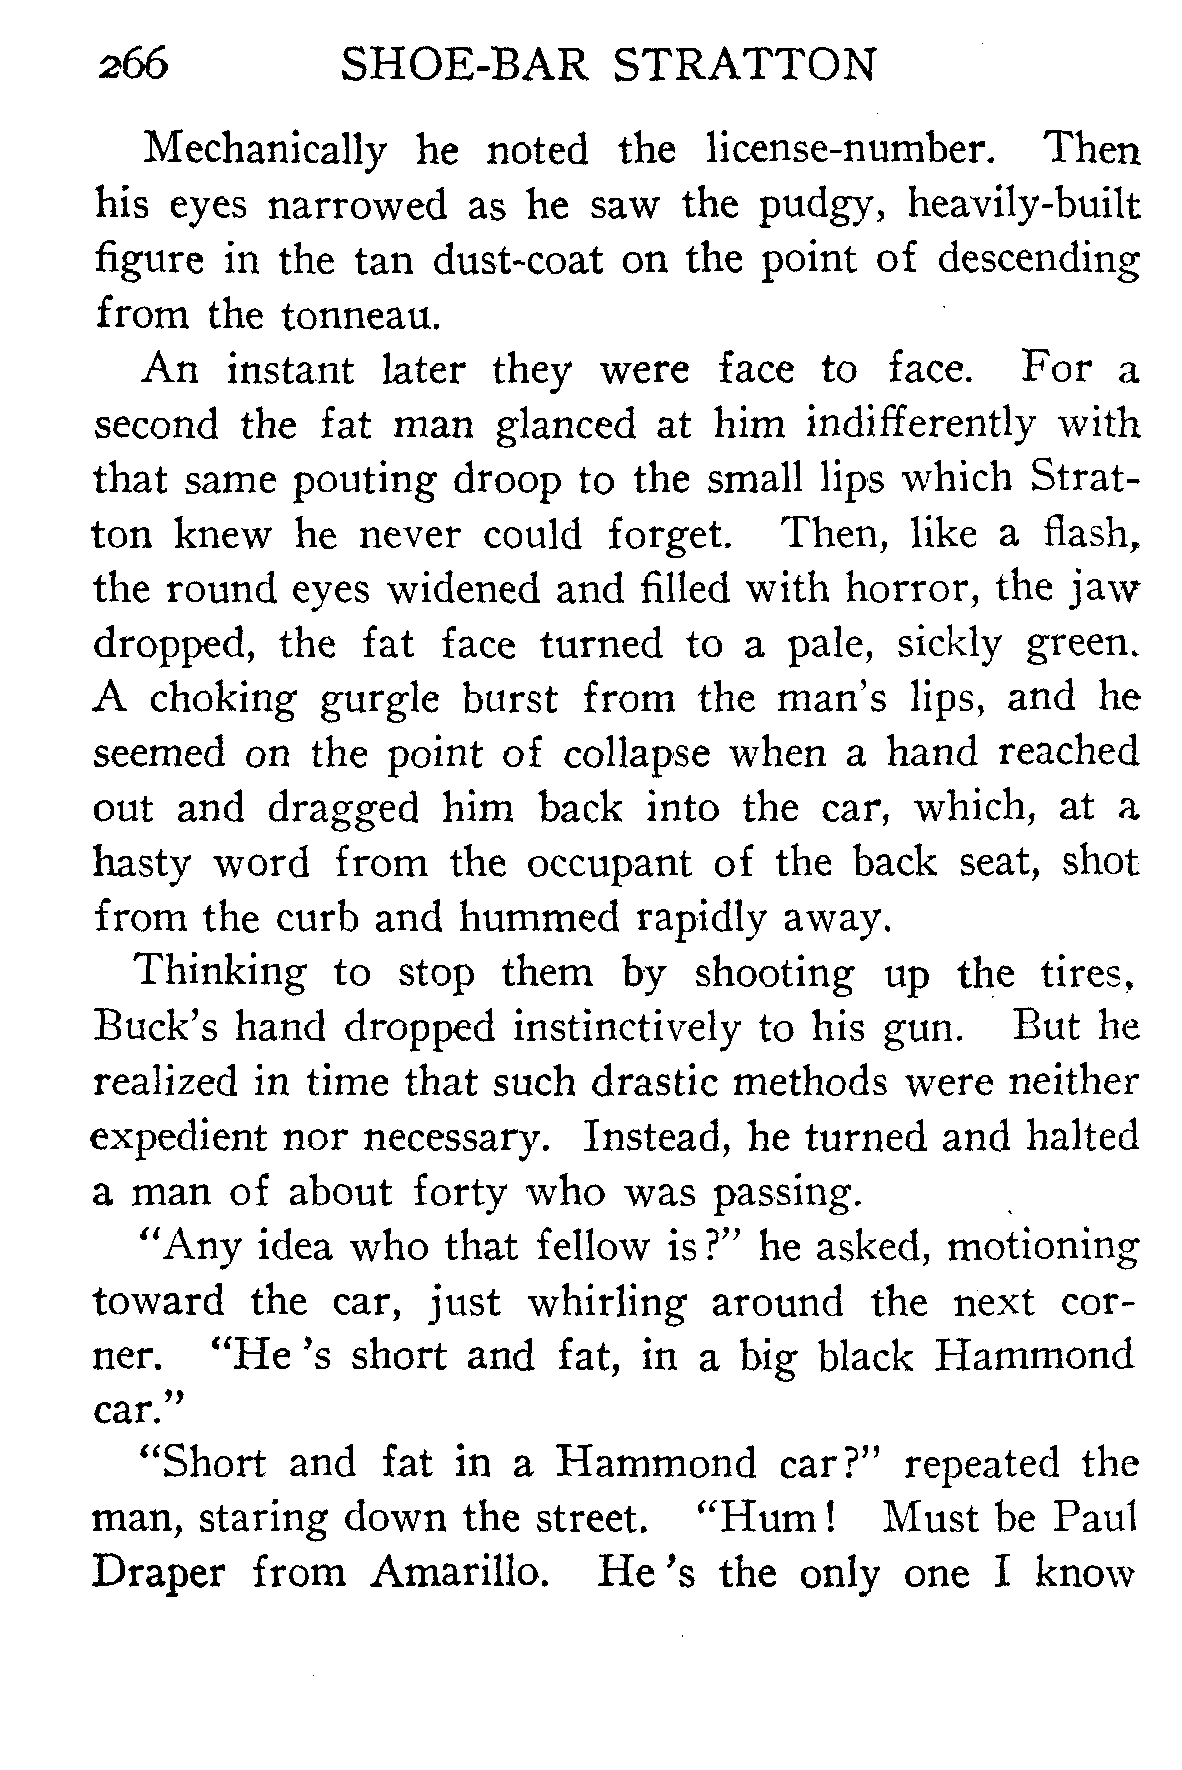 266 SHOE-BAR STRATTON
Mechanically he noted the license-number. Then
his eyes narrowed as he saw the pudgy, heavily-built
figure in the tan dust-coat on the point of descending
from the tonneau.
An instant later they were face to face. For a
second the fat man glanced at him indifferently with
that same pouting droop to the small lips which Strat-
ton knew he never could forget. Then, like a flash,
the round eyes widened and filled with horror, the jaw
dropped, the fat face turned to a pale, sickly green.
A choking gurgle burst from the man's lips, and he
seemed on the point of collapse when a hand reached
out and dragged him back into the car, which, at a
hasty word from the occupant of the back seat, shot
from the curb and hummed rapidly away.
Thinking to stop them by shooting up the tires,
Buck's hand dropped instinctively to his gun. But he
realized in time that such drastic methods were neither
expedient nor necessary. Instead, he turned and halted
a man of about forty who was passing.
"Any idea who that fellow is?" he asked, motioning
toward the car, just whirling around the next cor-
ner. "He 's short and fat, in a big black Hammond
car."
"Short and fat in a Hammond car?" repeated the
man, staring down the street. "Hum! Must be Paul
Draper from Amarillo. He 's the only one I know